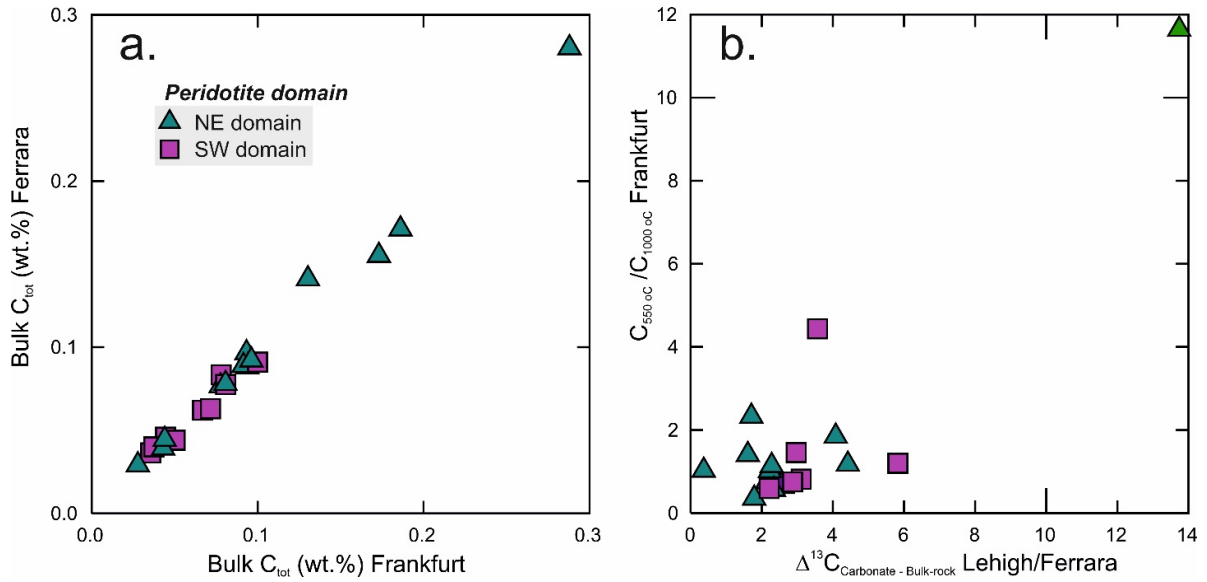 a.
Peridotite domain
NE domain
SW domain
0.3
0.2
0.1
0.0
0.0
0.1
0.2
0.3
Bulk Ctot (wt.%) Ferrara
Bulk Ctot (wt.%) Frankfurt
b.
12
10
8
6
4
2
0
0
2
4
6
8
10
12
14
C550 oC /C1000 oC Frankfurt
Δ13CCarbonate - Bulk-rock Lehigh/Ferrara